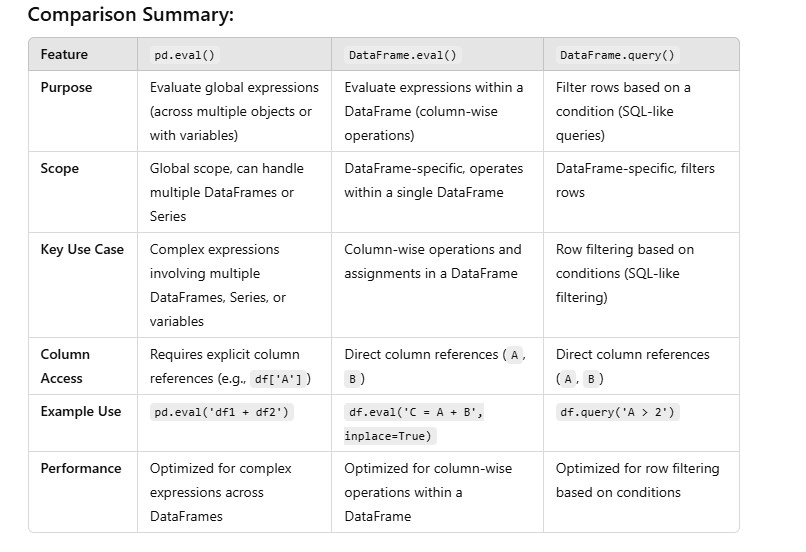 Comparison Summary:
Feature pd.eval() DataFrame.eval() DataFrame.query()
Purpose Evaluate global expressions Evaluate expressions within a Filter rows based on a
(across multiple objects or DataFrame (column-wise condition (SQL-like
with variables) operations) queries)
Scope Global scope, can handle DataFrame-specific, operates DataFrame-specific, filters
multiple DataFrames or within a single DataFrame rows
Series
Key Use Case Complex expressions Column-wise operations and Row filtering based on
involving multiple assignments in a DataFrame conditions (SQL-like
DataFrames, Series, or filtering)
variables
Column Requires explicit column Direct column references ( A , Direct column references
Access references (e.g., df['A'] ) B ) ( A , B )
Example Use pd.eval('df1 + df2') df.eval('C = A + B', df.query('A > 2')
inplace=True)
Performance Optimized for complex Optimized for column-wise Optimized for row filtering
expressions across operations within a based on conditions
DataFrames DataFrame